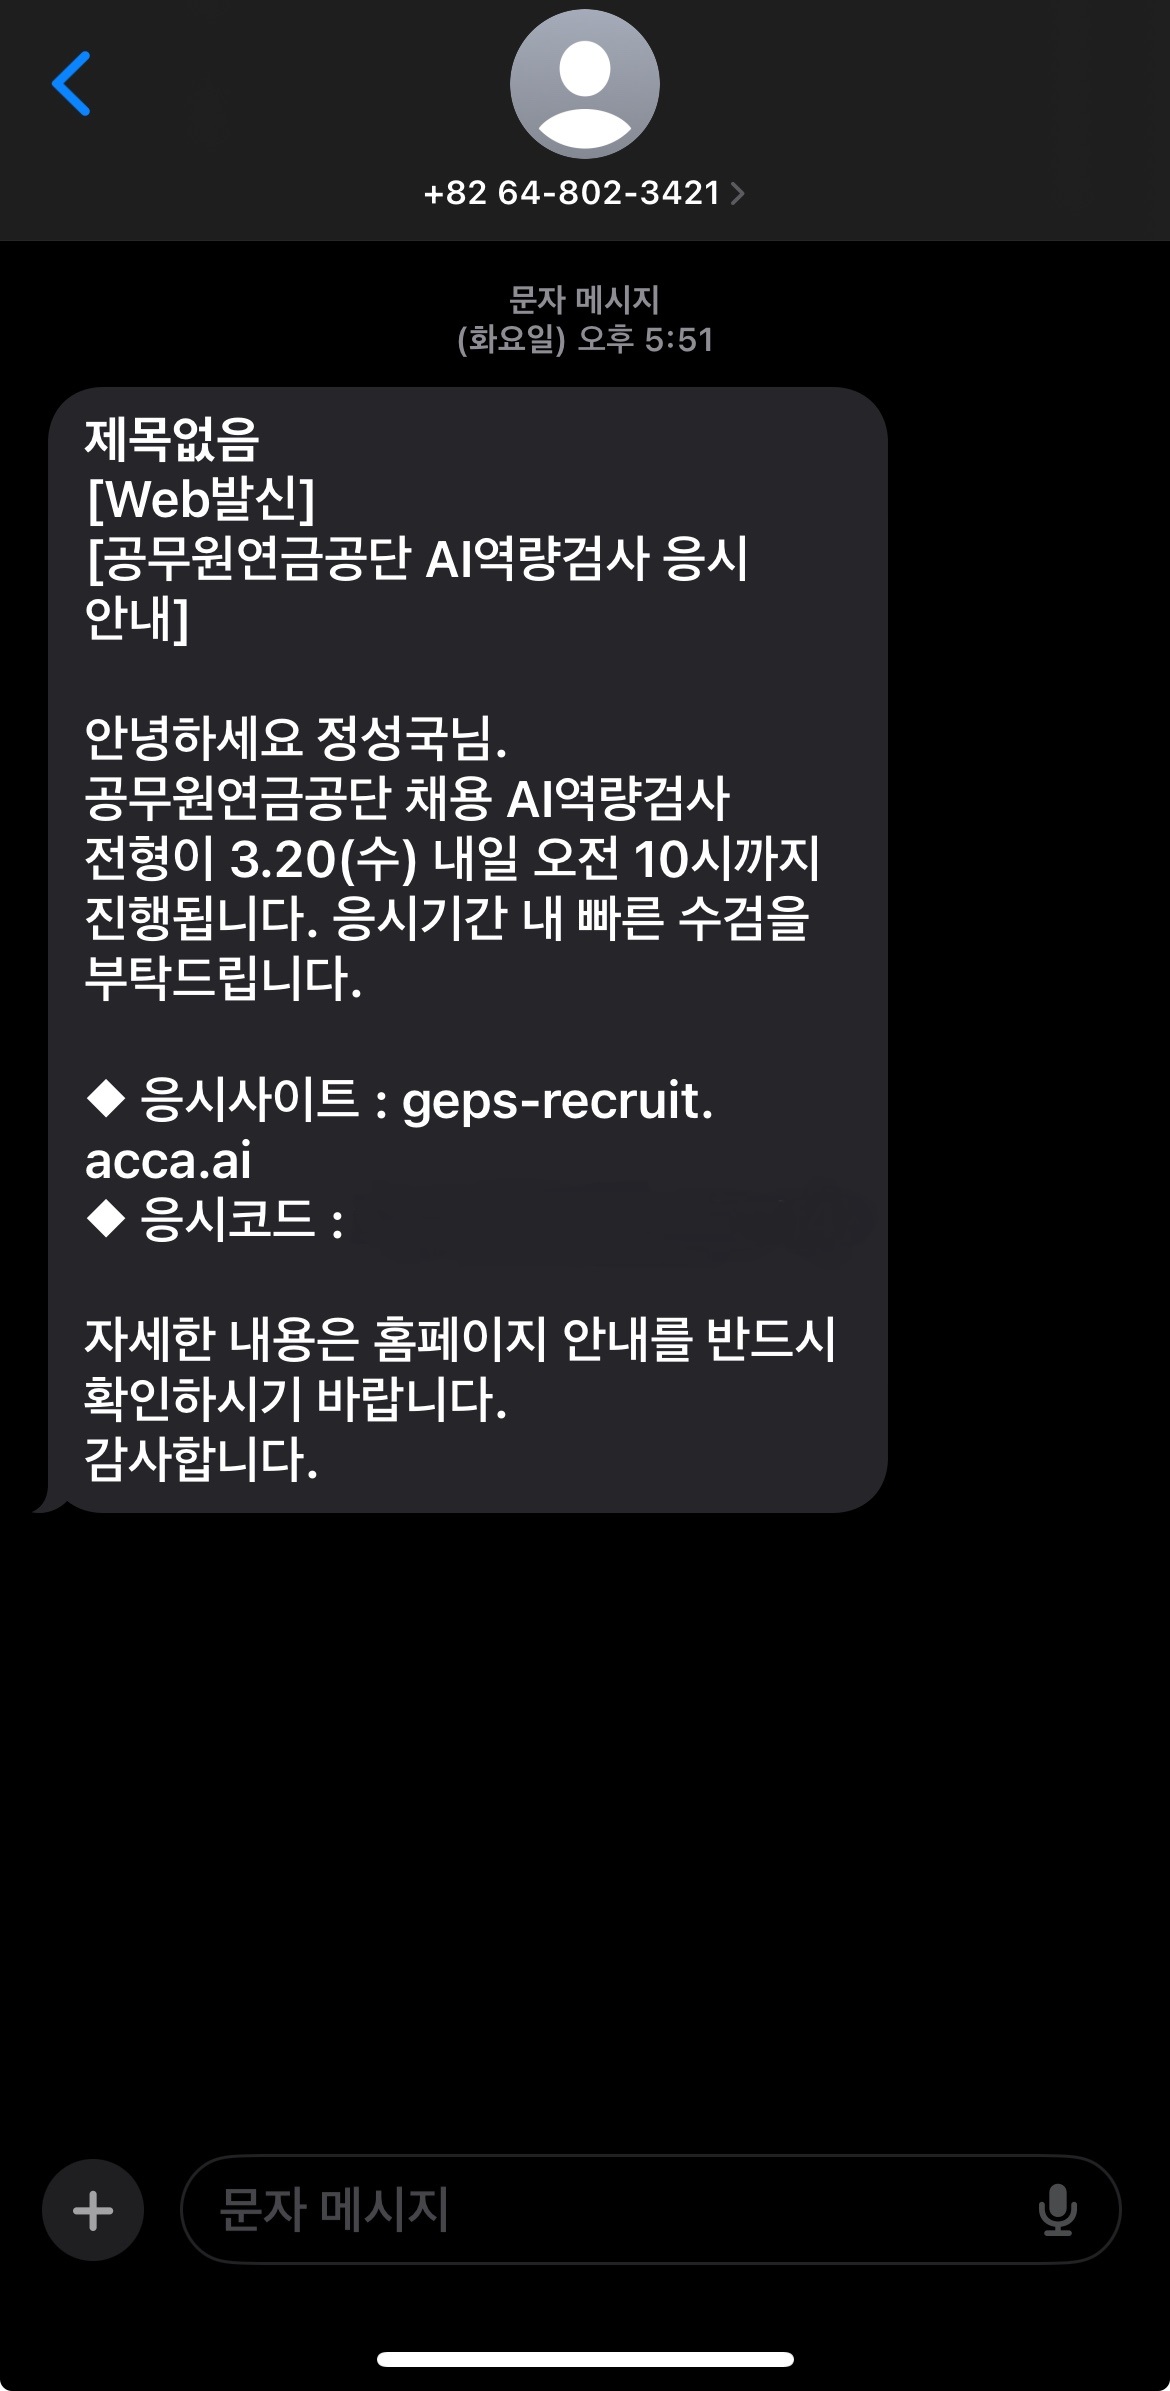 +82 64-802-3421
문자 메시지
(화요일) 오후 5:51
제목없음
[Web발신]
[공무원연금공단 AI역량검사 응시
안내]
안녕하세요 정성국님.
공무원연금공단 채용 AI역량검사
전형이 3.20(수) 내일 오전 10시까지
진행됩니다. 응시기간 내 빠른 수검을
부탁드립니다.
◆ 응시사이트 : geps-recruit.
acca.ai
◆ 응시코드 :
자세한 내용은 홈페이지 안내를 반드시
확인하시기 바랍니다.
감사합니다.
문자 메시지